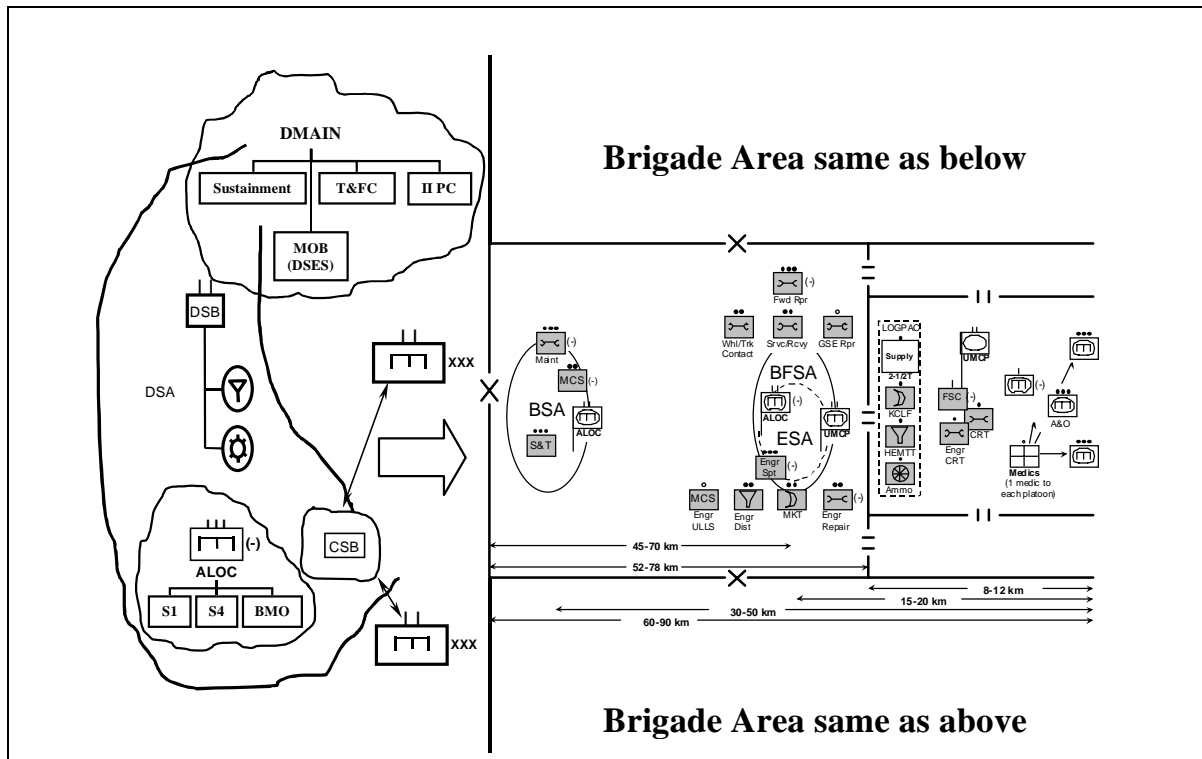 DMAIN
Sustainment
T&FC
II PC
MOB
(DSES)
DSB
DSA
XXX
CSB
(-)
ALOC
S1
S4
BMO
XXX
Brigade Area same as below
Maint
(-)
MCS
(-)
BSA
ALOC
S&T
(-)
Fwd Rpr
Whl/Trk
Contact
Srvc/Rcvy
GSE Rpr
BFSA
(-)
ALOC
UMCP
ESA
Engr
Spt
(-)
MCS
Engr
ULLS
Engr
Dist
MKT
(-)
Engr
Repair
LOGPAC
Supply
2-1/2T
KCLF
HEMTT
Ammo
UMCP
FSC
(-)
CRT
Engr
CRT
(-)
A&O
Medics
(1 medic to
each platoon)
45-70 km
52-78 km
8-12 km
15-20 km
30-50 km
60-90 km
Brigade Area same as above